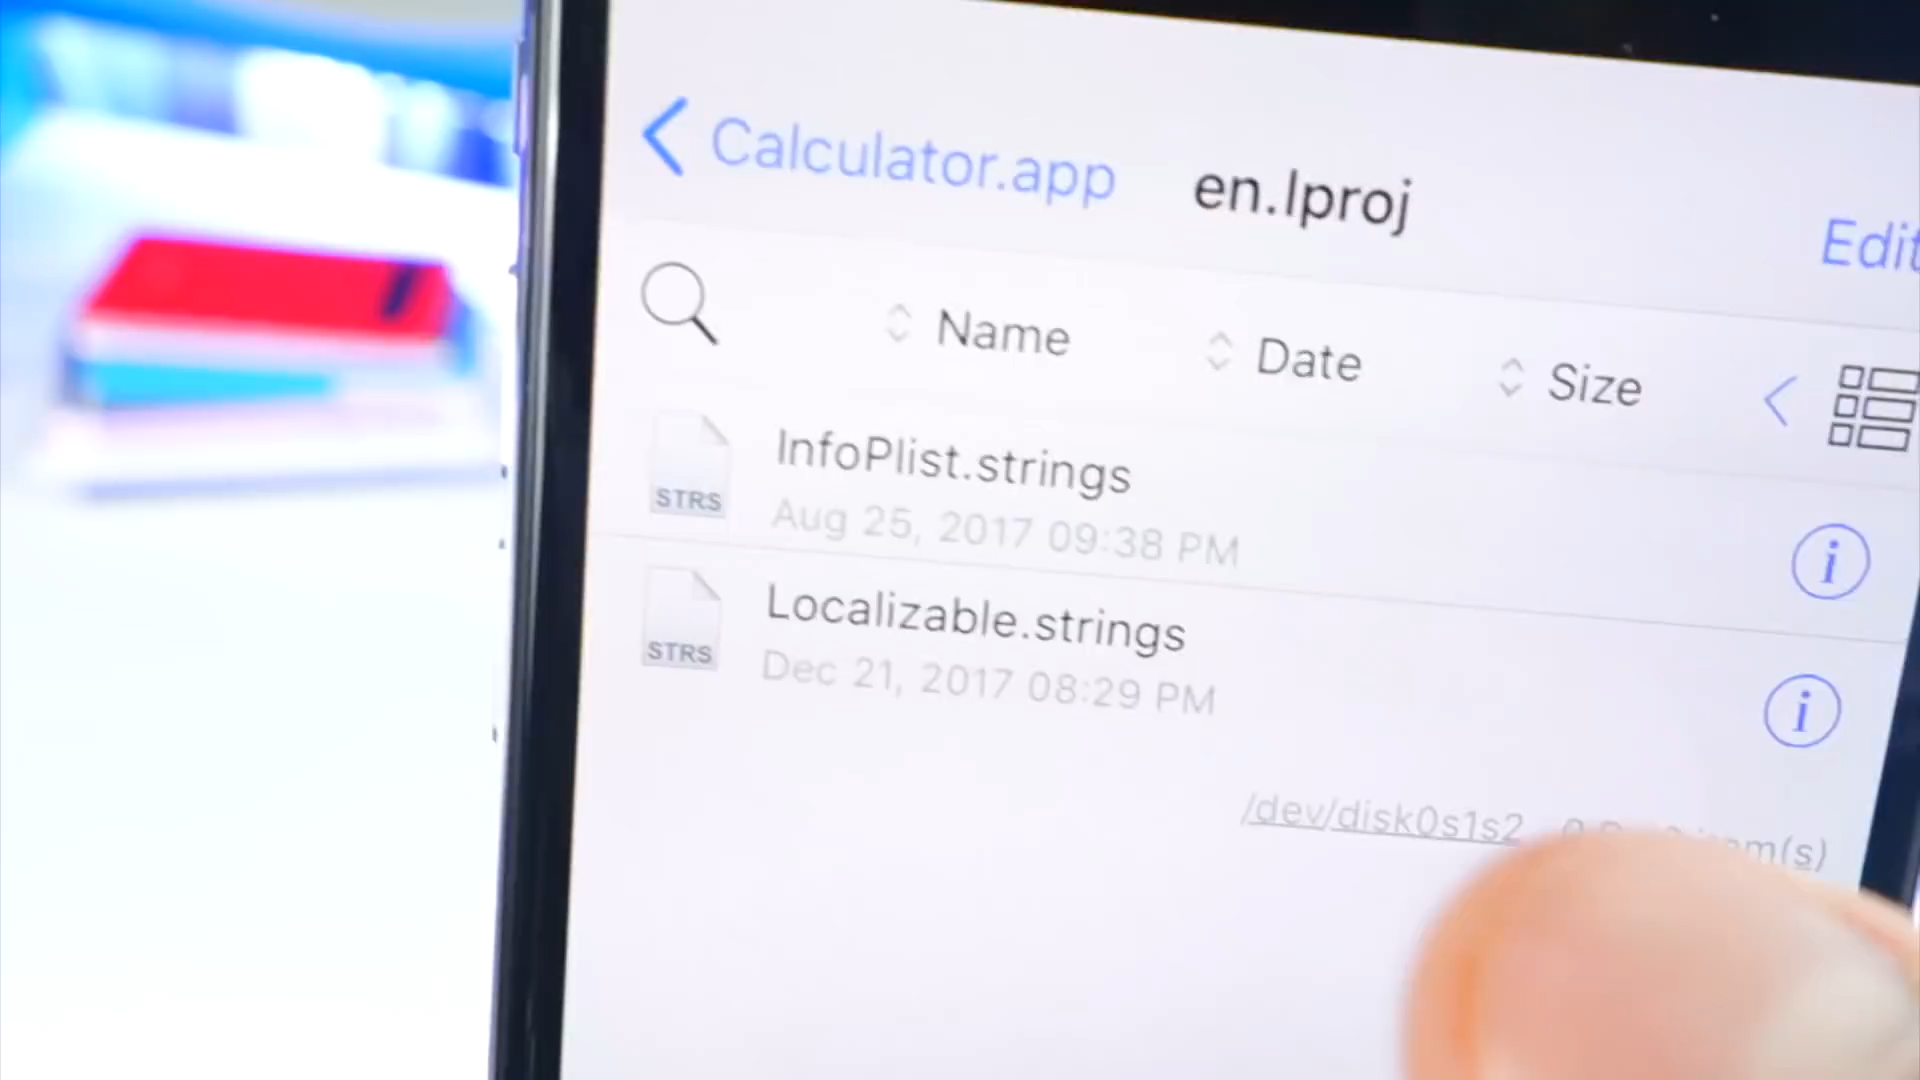 Calculator.app en.lproj Edit
Name Date Size
InfoPlist.strings
STRS
Aug 25, 2017 09:38 PM
i
Localizable.strings
STRS
Dec 21, 2017 08:29 PM
i
/dev/disk0s1s2